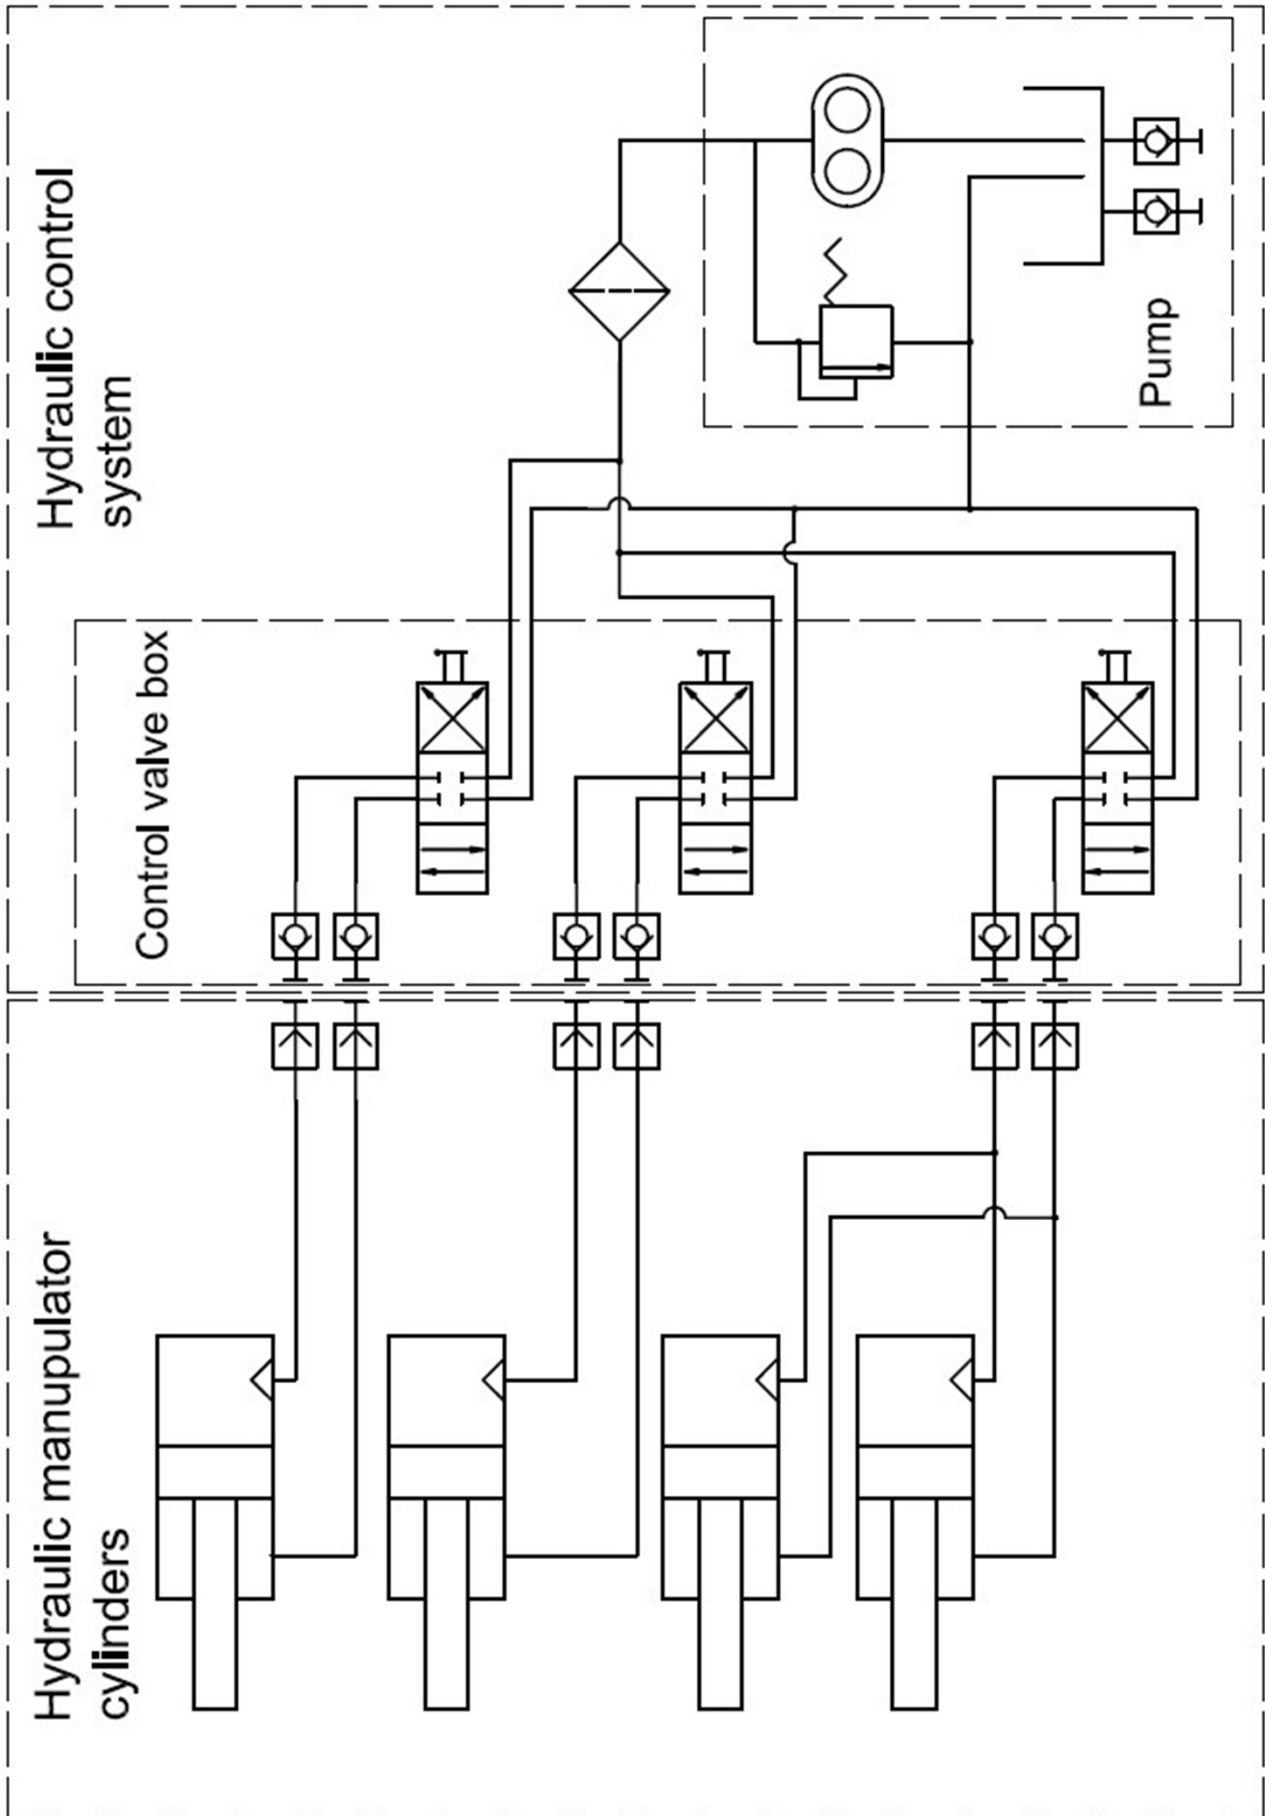 Hydraulic control
system
Pump
Control valve box
Hydraulic manupulator
cylinders